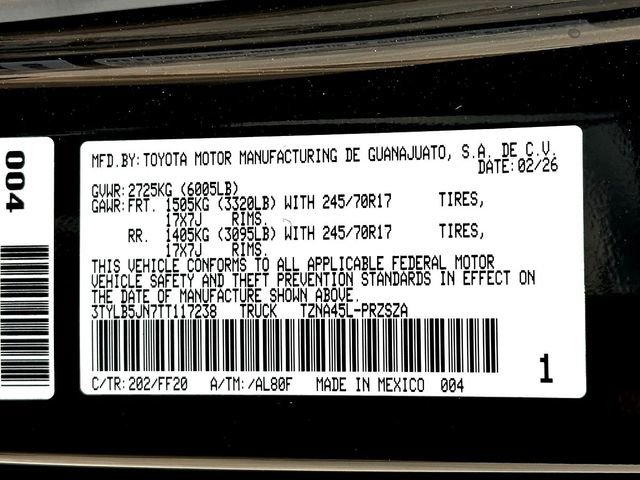 004
MFD.BY:TOYOTA MOTOR MANUFACTURING DE GUANAJUATO, S.A. DE C.V.
DATE:02/26
GVWR:2725KG (6005LB)
GAWR:FRT. 1505KG (3320LB) WITH 245/70R17 TIRES,
17X7J RIMS.
RR. 1405KG (3095LB) WITH 245/70R17 TIRES,
17X7J RIMS.
THIS VEHICLE CONFORMS TO ALL APPLICABLE FEDERAL MOTOR
VEHICLE SAFETY AND THEFT PREVENTION STANDARDS IN EFFECT ON
THE DATE OF MANUFACTURE SHOWN ABOVE.
3TYLB5JN7TT117238 TRUCK TZNA45L-PRZSZA
1
C/TR:202/FF20 A/TM:/AL80F MADE IN MEXICO 004